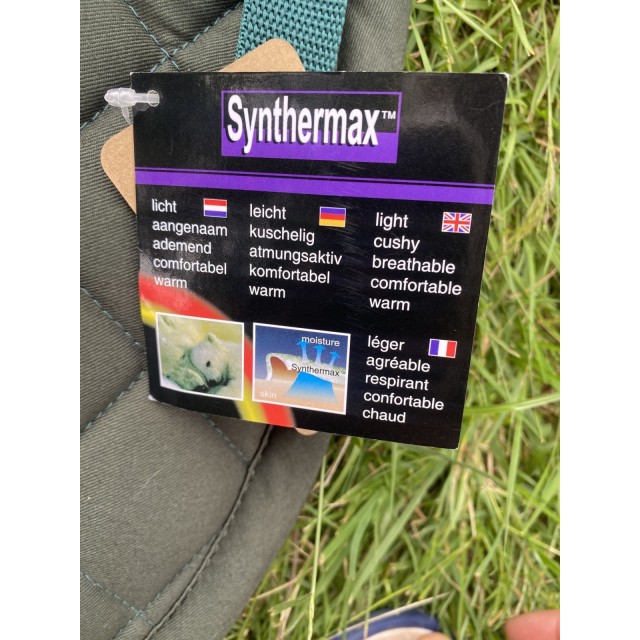 Synthermax™
licht
aangenaam
ademend
comfortabel
warm
leicht
kuschelig
atmungsaktiv
komfortabel
warm
light
cushy
breathable
comfortable
warm
moisture
Synthermax
skin
léger
agréable
respirant
confortable
chaud